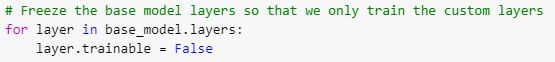 # Freeze the base model layers so that we only train the custom layers
for layer in base_model.layers:
    layer.trainable = False